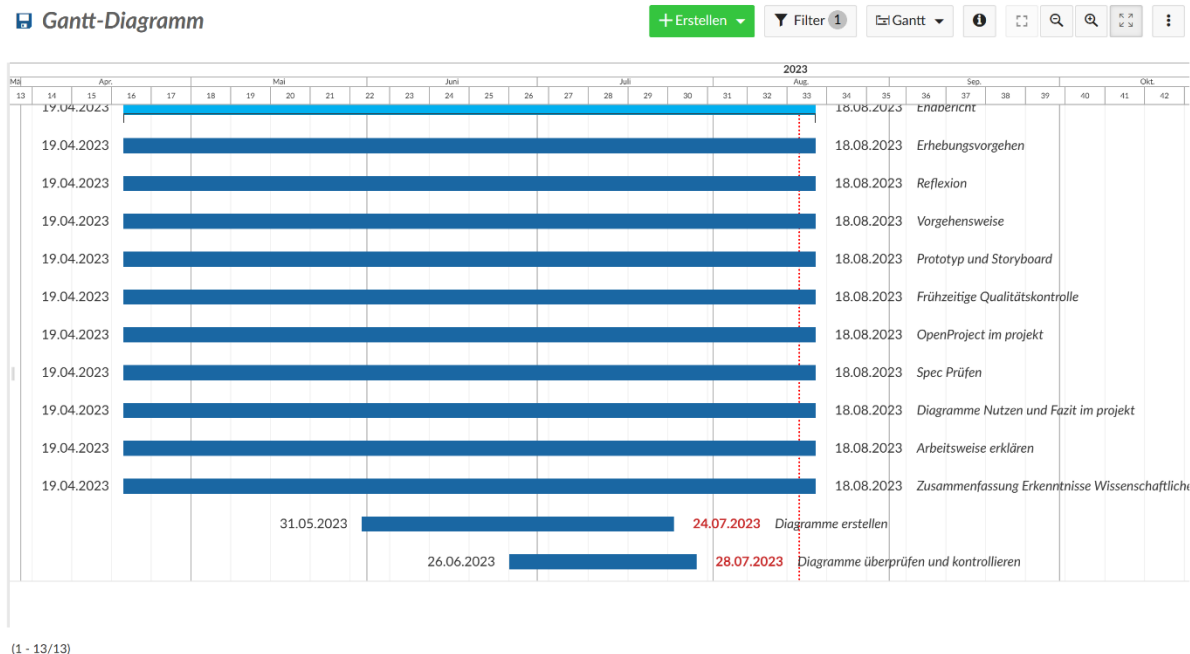 Gantt-Diagramm
Erstellen Filter 1 Gantt
2023
Mä Apr. Mai Juni Juli Aug. Sep. Okt.
13 14 15 16 17 18 19 20 21 22 23 24 25 26 27 28 29 30 31 32 33 34 35 36 37 38 39 40 41 42
19.04.2023 18.08.2023 Endbericht
19.04.2023 18.08.2023 Erhebungsvorgehen
19.04.2023 18.08.2023 Reflexion
19.04.2023 18.08.2023 Vorgehensweise
19.04.2023 18.08.2023 Prototyp und Storyboard
19.04.2023 18.08.2023 Frühzeitige Qualitätskontrolle
19.04.2023 18.08.2023 OpenProject im projekt
19.04.2023 18.08.2023 Spec Prüfen
19.04.2023 18.08.2023 Diagramme Nutzen und Fazit im projekt
19.04.2023 18.08.2023 Arbeitsweise erklären
19.04.2023 18.08.2023 Zusammenfassung Erkenntnisse Wissenschaftliche
31.05.2023 24.07.2023 Diagramme erstellen
26.06.2023 28.07.2023 Diagramme überprüfen und kontrollieren
(1 - 13/13)